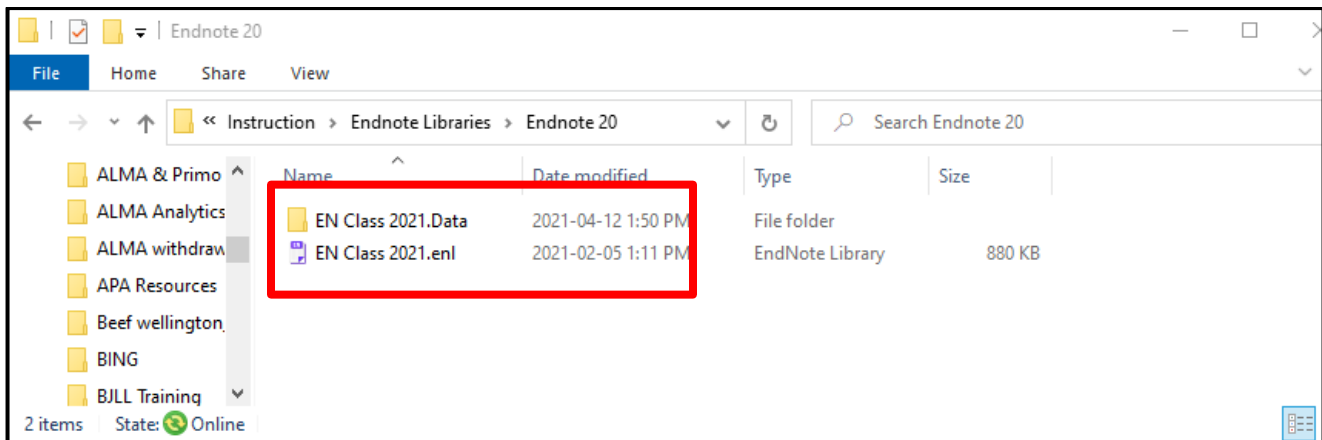 Endnote 20
File Home Share View
« Instruction > Endnote Libraries > Endnote 20 Search Endnote 20
Name Date modified Type Size
ALMA & Primo
ALMA Analytics
ALMA withdraw
APA Resources
Beef wellington_
BING
BJLL Training
EN Class 2021.Data 2021-04-12 1:50 PM File folder
EN Class 2021.enl 2021-02-05 1:11 PM EndNote Library 880 KB
2 items State: Online